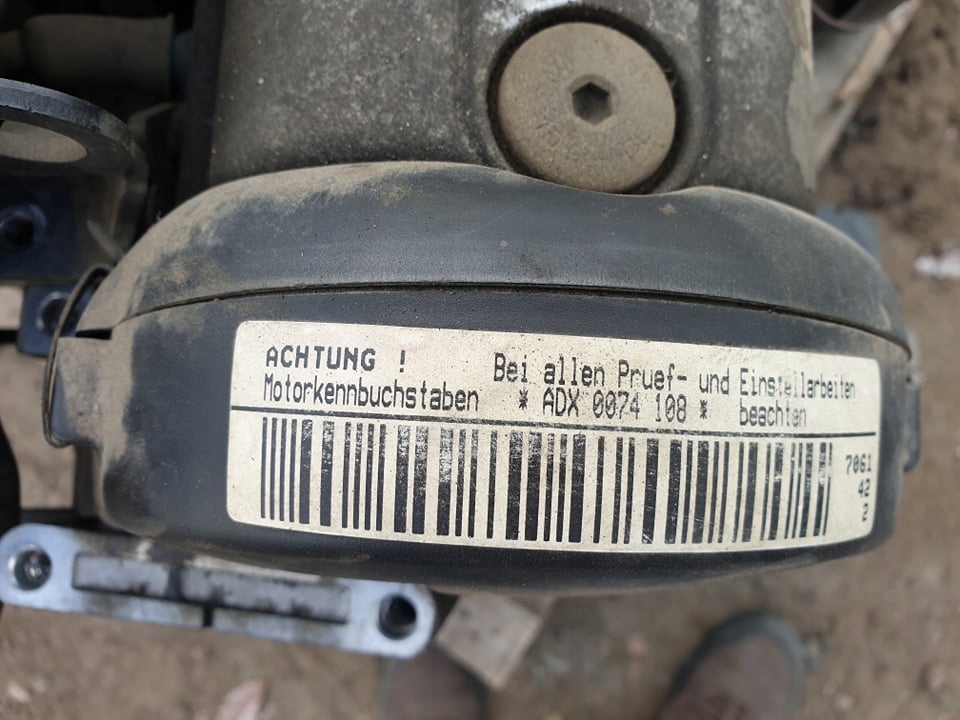 ACHTUNG ! Bei allen Pruef- und Einstellarbeiten
Motorkennbuchstaben * ADX 0074 108 * beachten
7061
42
2